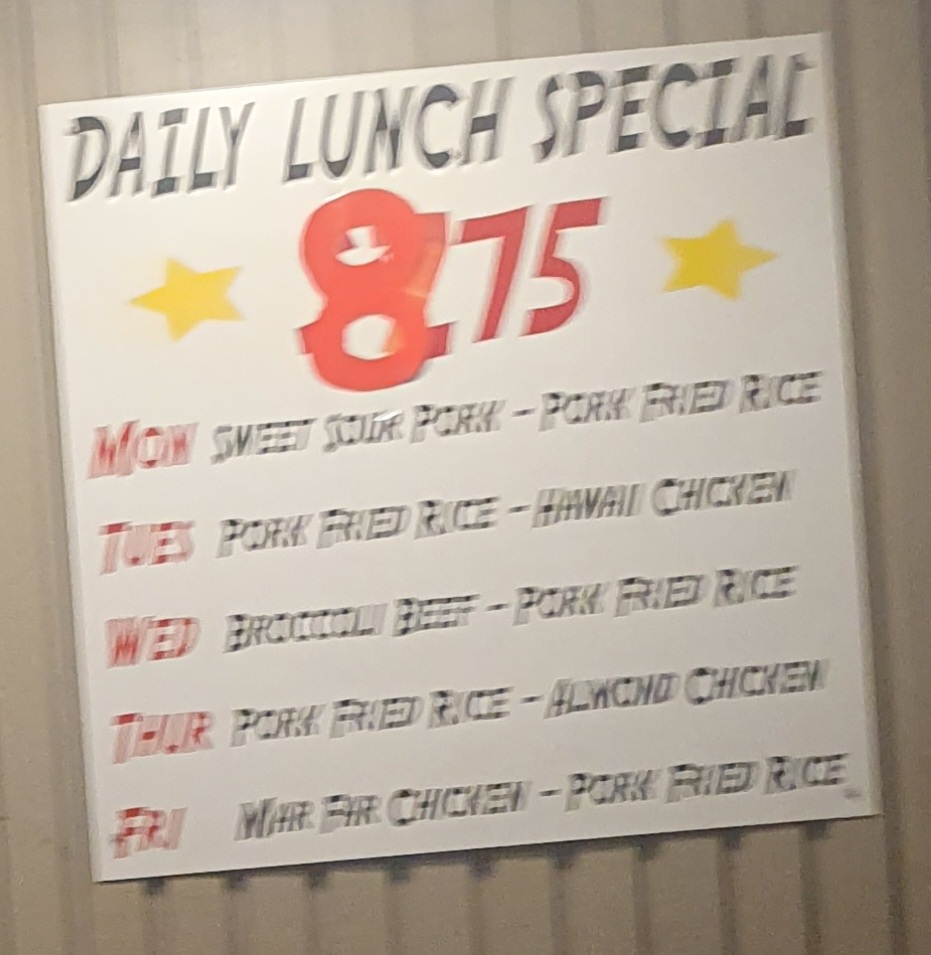 DAILY LUNCH SPECIAL
875
MON SWEET SOUR PORK - PORK FRIED RICE
TUES PORK FRIED RICE - HAWAII CHICKEN
WED BROCCOLI BEEF - PORK FRIED RICE
THUR PORK FRIED RICE - ALMOND CHICKEN
FRI WAR FAR CHICKEN - PORK FRIED RICE